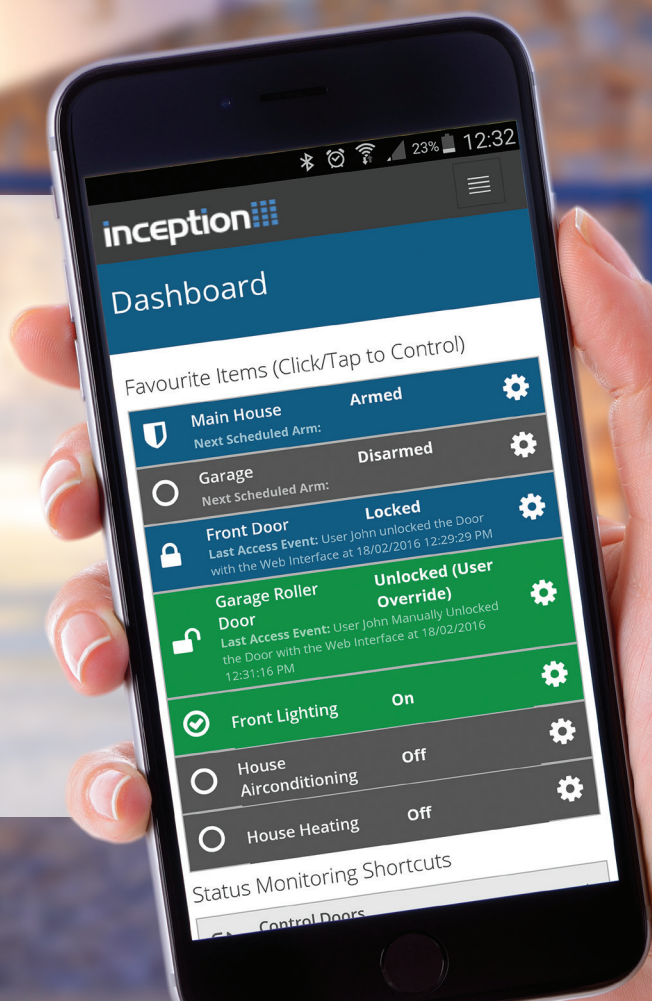 23% 12:32
inception
Dashboard
Favourite Items (Click/Tap to Control)
Main House Armed
Next Scheduled Arm:
Garage Disarmed
Next Scheduled Arm:
Front Door Locked
Last Access Event: User John unlocked the Door
with the Web Interface at 18/02/2016 12:29:29 PM
Garage Roller Unlocked (User
Door Override)
Last Access Event: User John Manually Unlocked
the Door with the Web Interface at 18/02/2016
12:31:16 PM
Front Lighting On
House
Airconditioning Off
House Heating Off
Status Monitoring Shortcuts
Control Doors